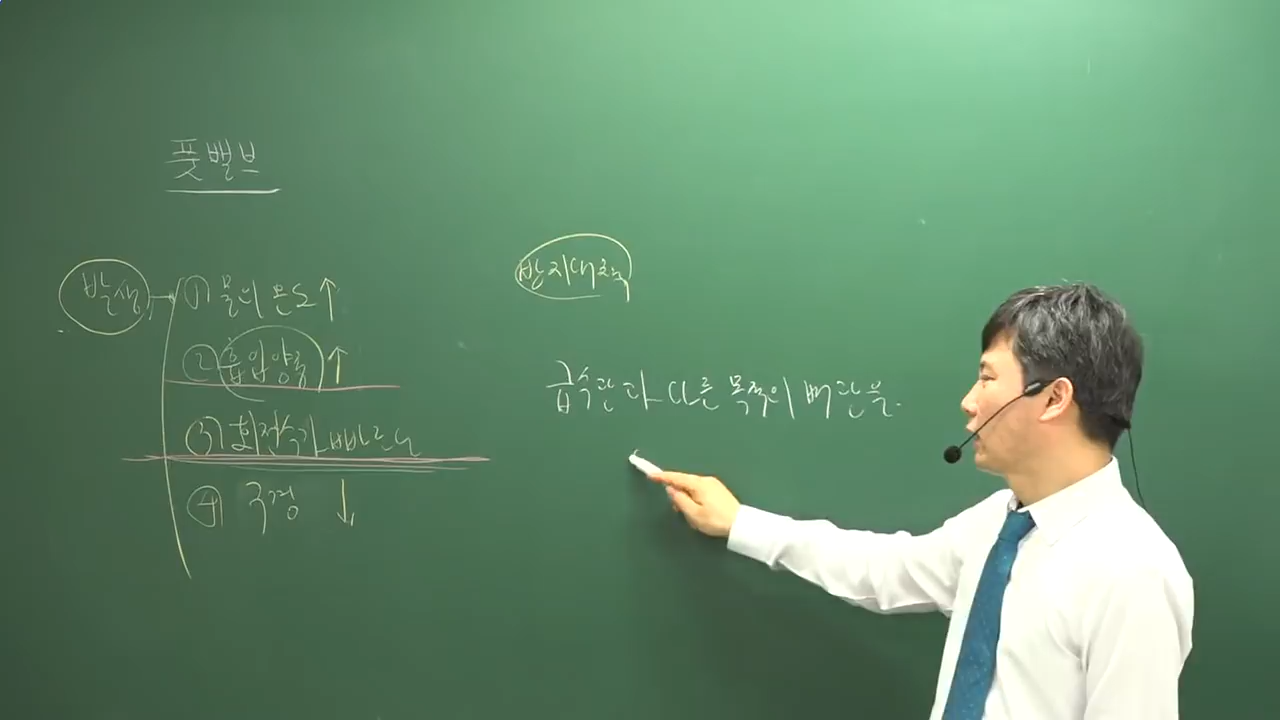 풋밸브
발생
① 물의 온도 ↑
② 흡입양정 ↑
③ 회전수가 빠르다
④ 구경 ↓
방지대책
급수관과 다른 목적의 배관을